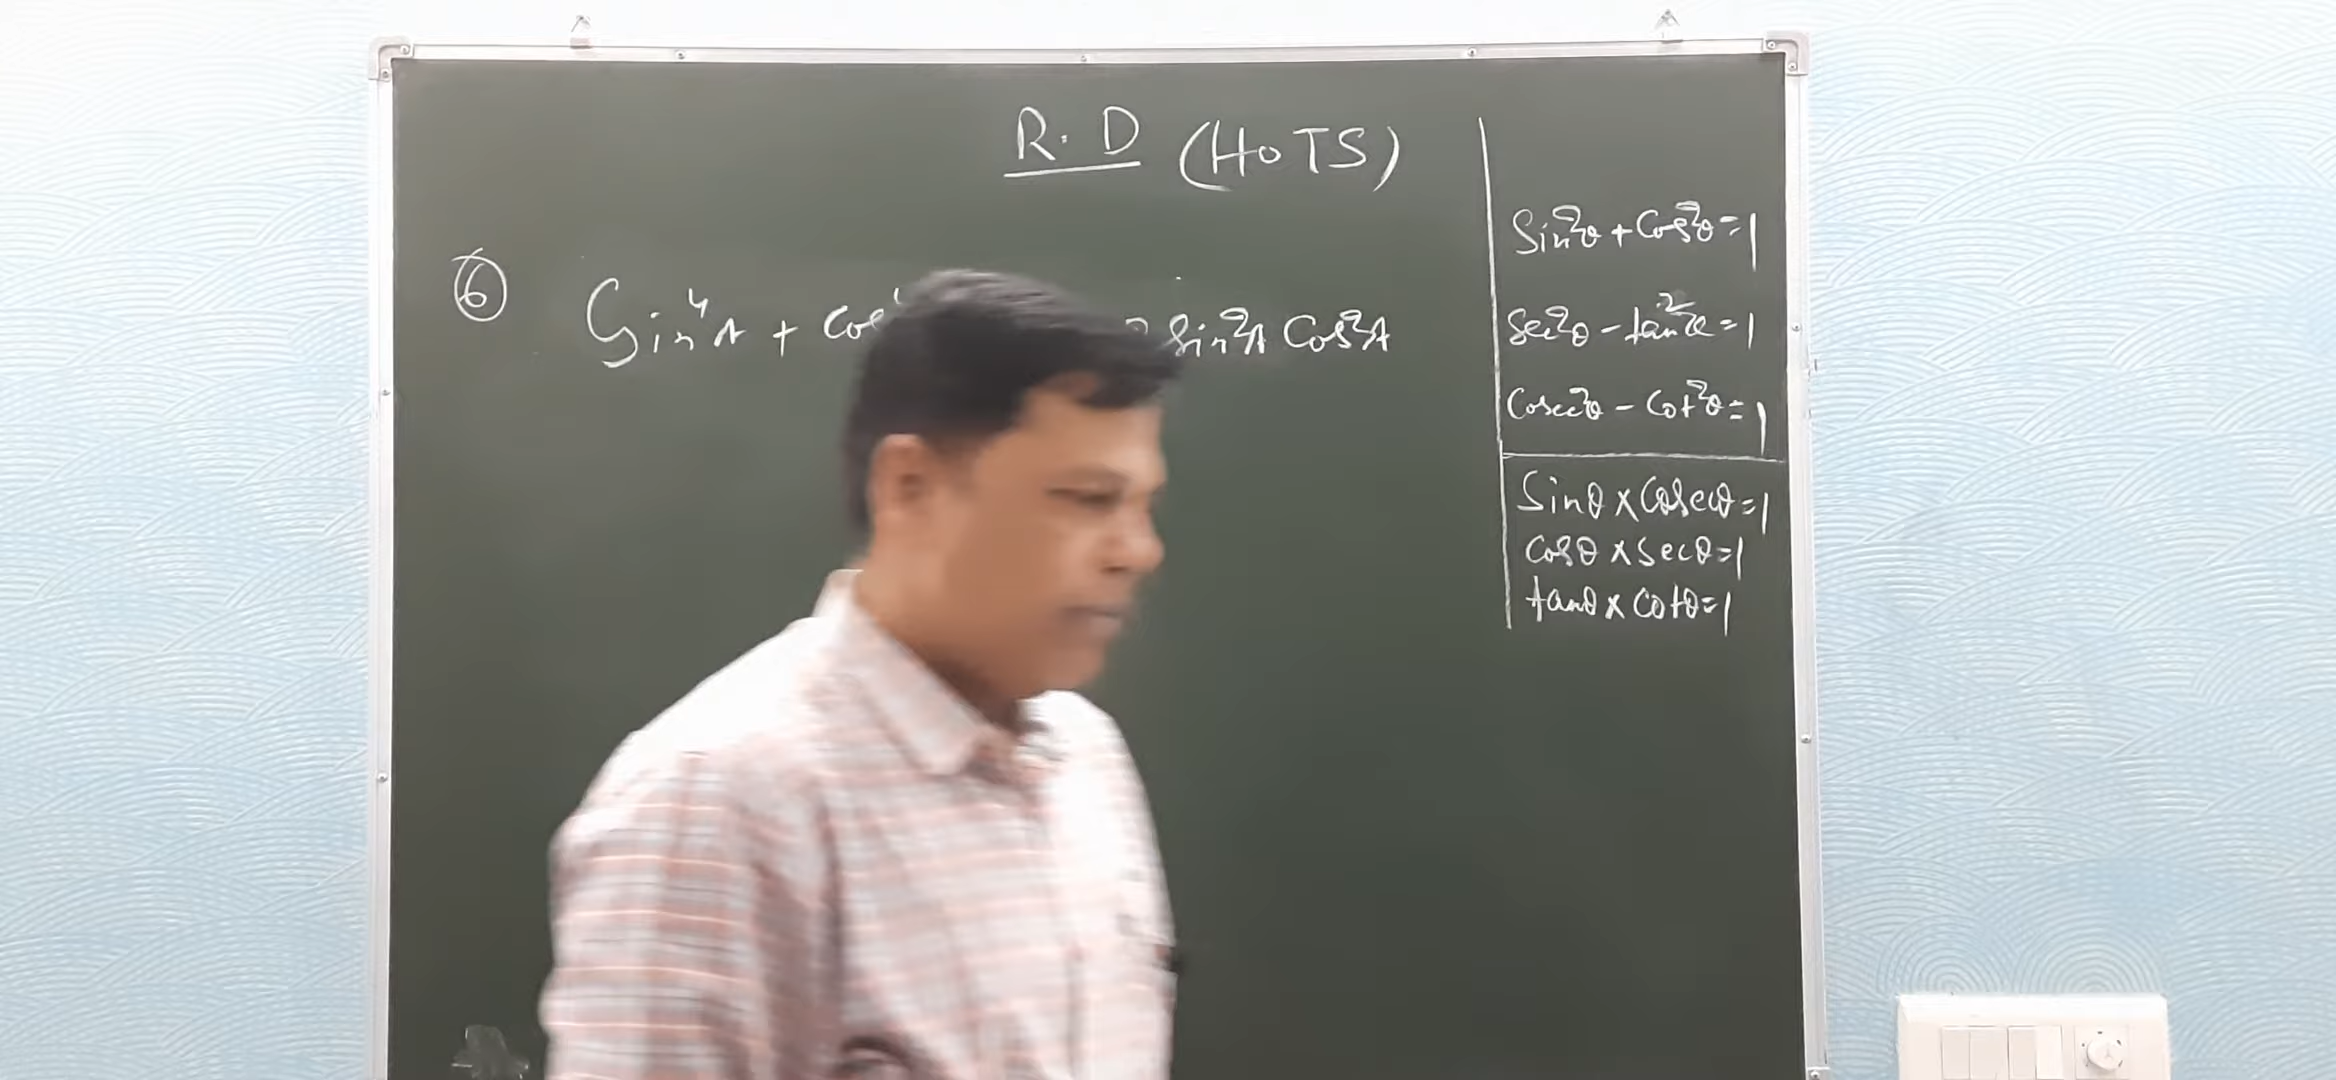 R.D (HOTS)
⑥ Sin⁴A + Cos⁴ Sin²A Cos²A
Sin²θ + Cos²θ = 1
Sec²θ - tan²θ = 1
Cosec²θ - Cot²θ = 1
Sinθ × Cosecθ = 1
Cosθ × Secθ = 1
tanθ × Cotθ = 1